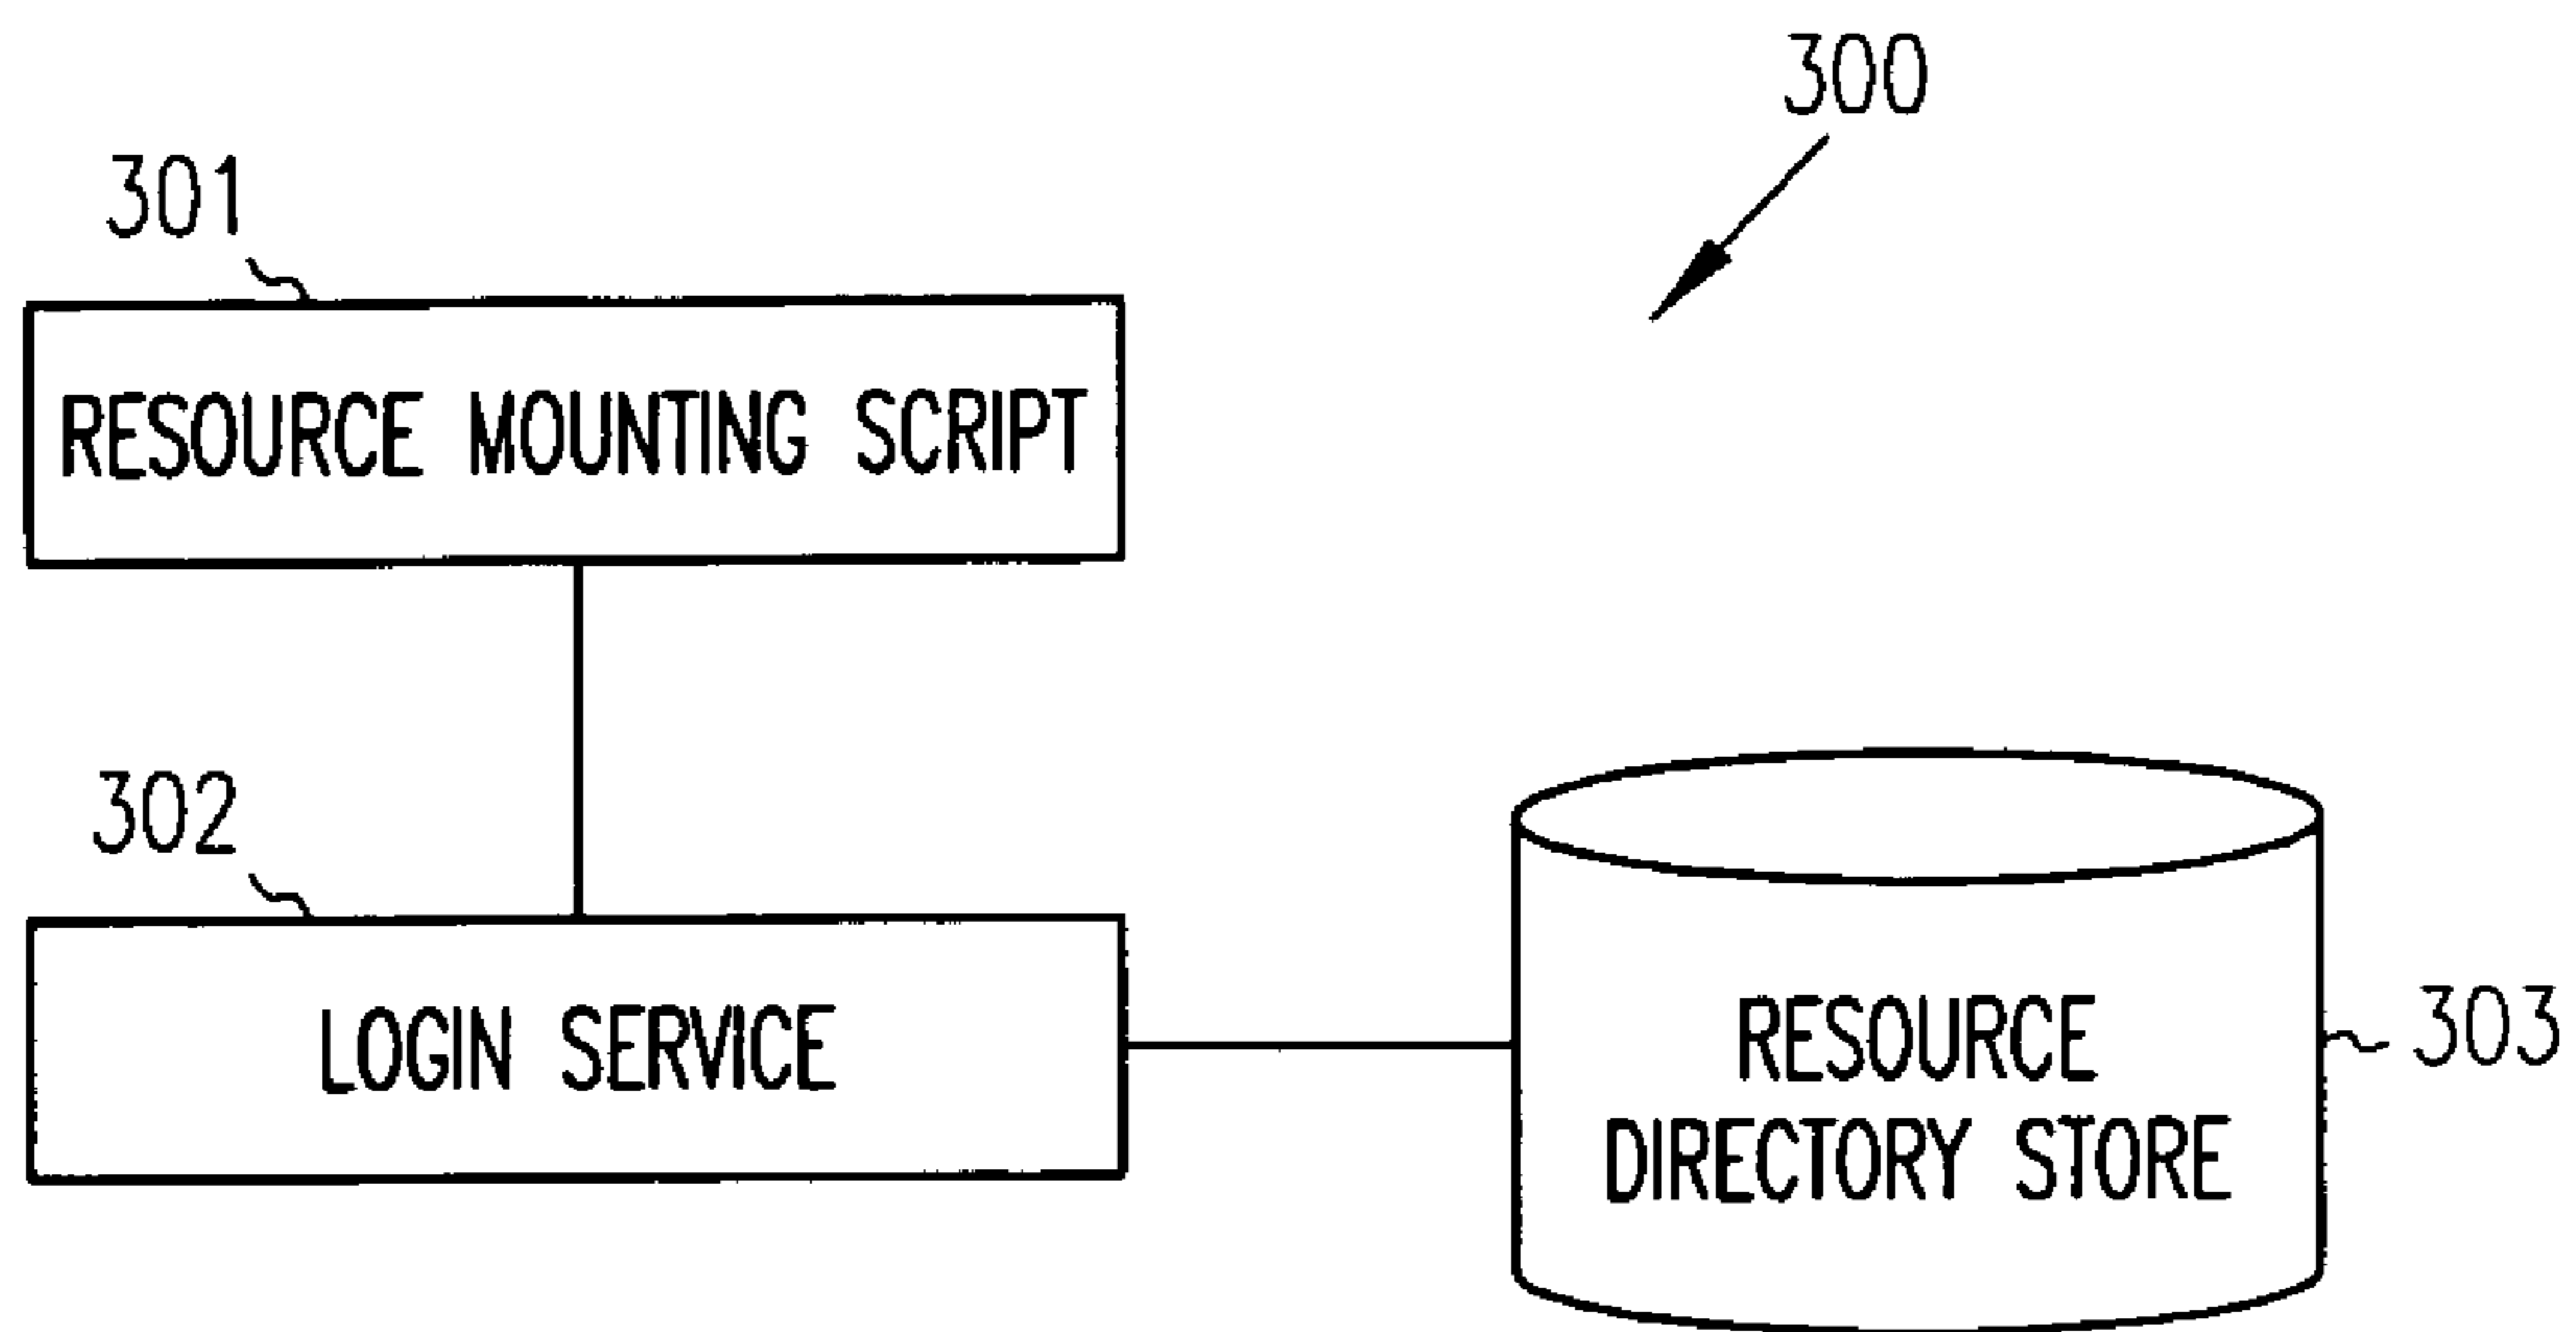 300
301
RESOURCE MOUNTING SCRIPT
302
LOGIN SERVICE
RESOURCE
DIRECTORY STORE
303